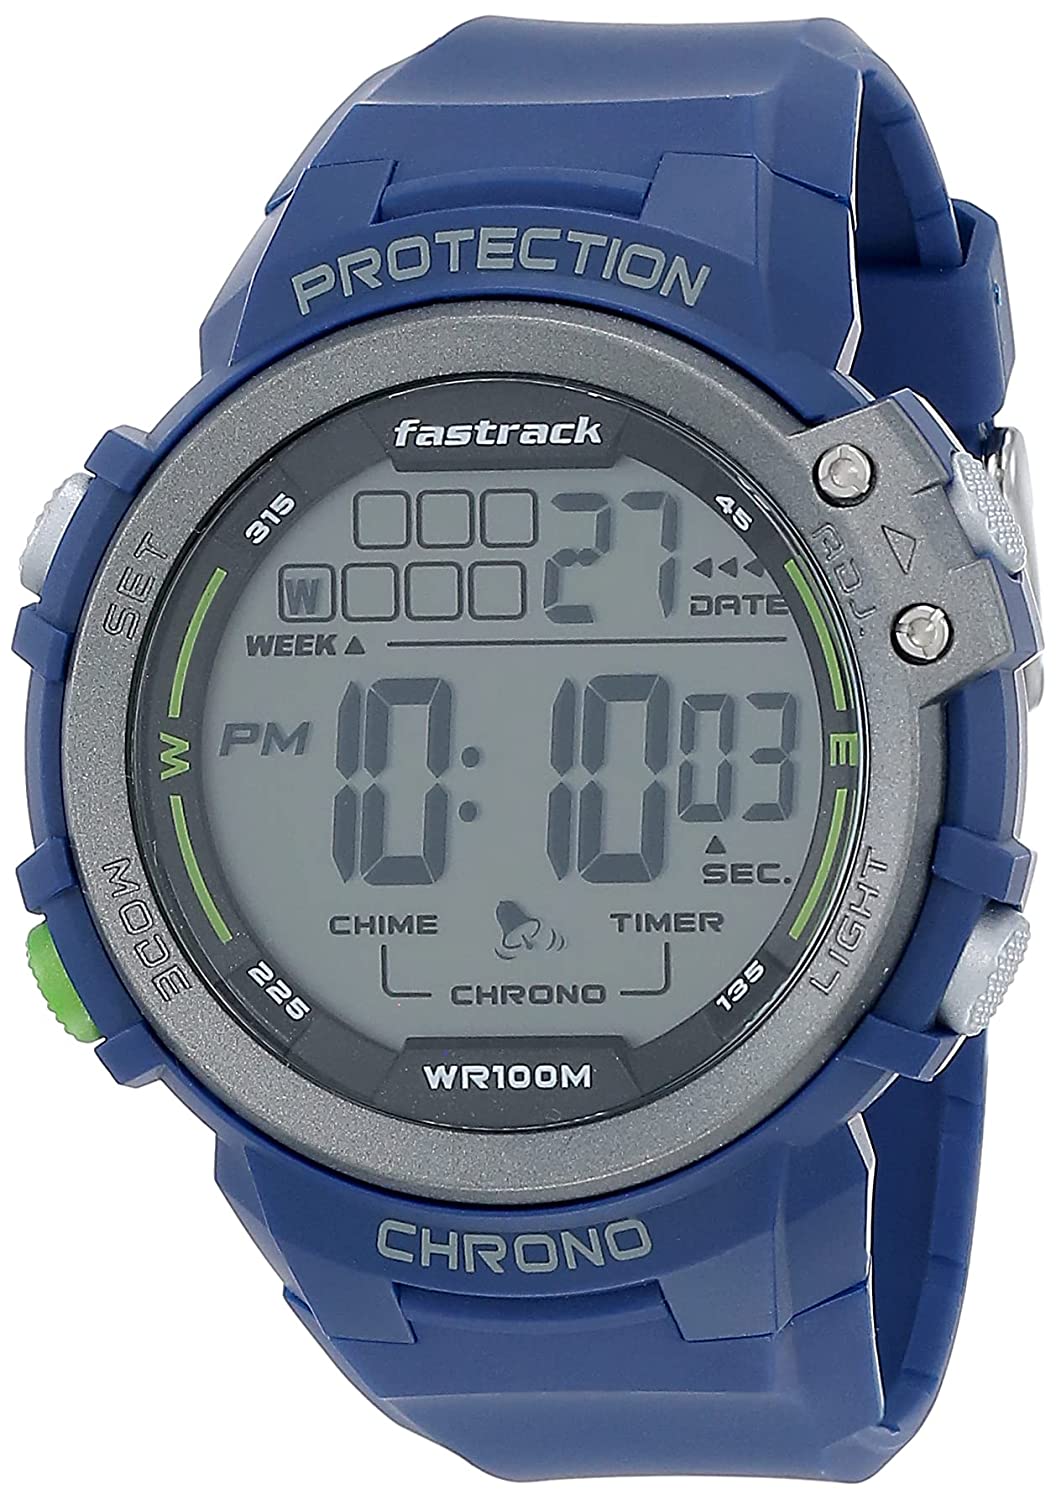 PROTECTION
fastrack
315
45
27
SET
ADJ.
W
DATE
WEEK
PM 10:10 03
W
E
SEC.
MODE
LIGHT
CHIME
TIMER
CHRONO
225
135
WR100M
CHRONO